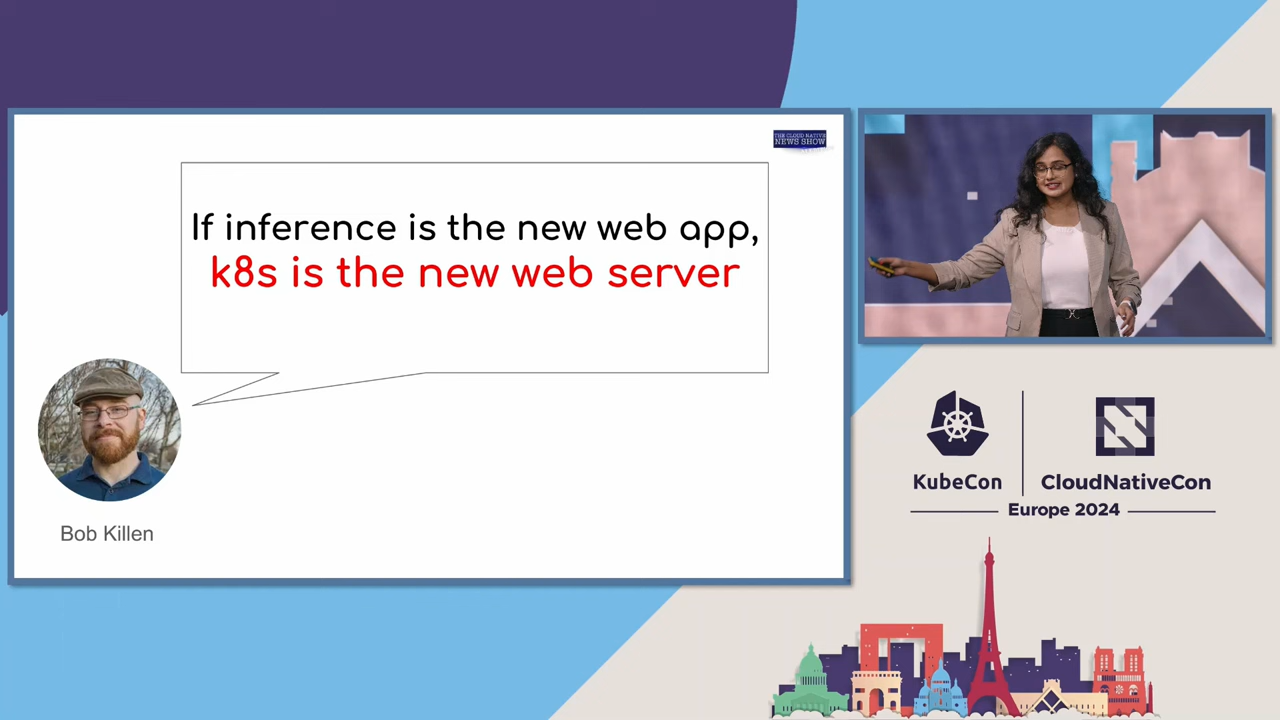 THE CLOUD NATIVE
NEWS SHOW
If inference is the new web app,
k8s is the new web server
Bob Killen
KubeCon
CloudNativeCon
Europe 2024